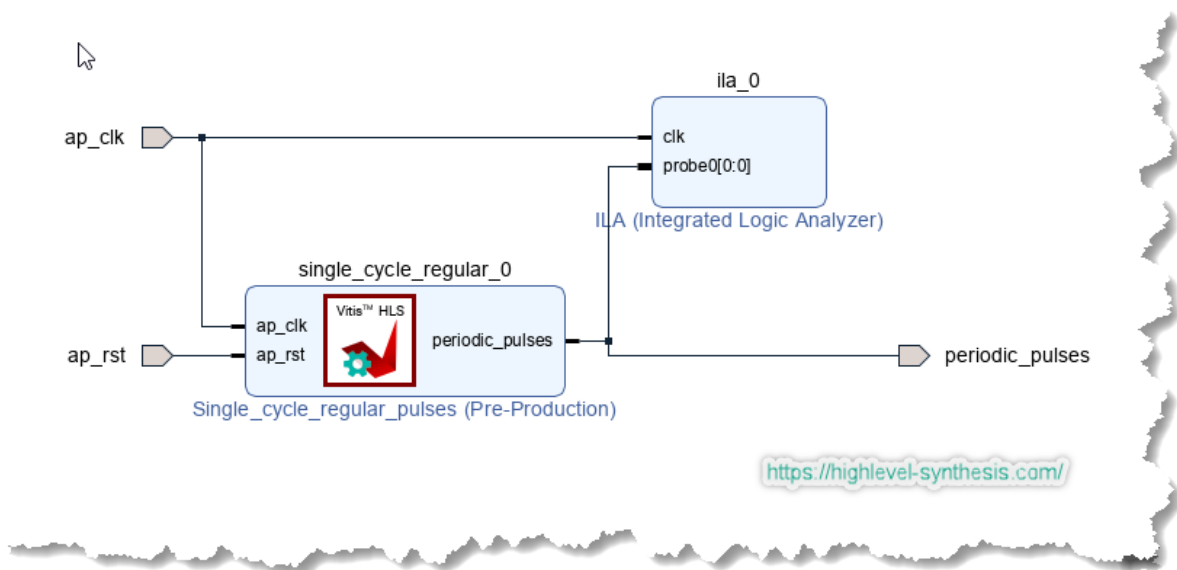 ila_0
ap_clk
clk
probe0[0:0]
ILA (Integrated Logic Analyzer)
single_cycle_regular_0
Vitis™ HLS
ap_clk
periodic_pulses
ap_rst
ap_rst
periodic_pulses
Single_cycle_regular_pulses (Pre-Production)
https://highlevel-synthesis.com/